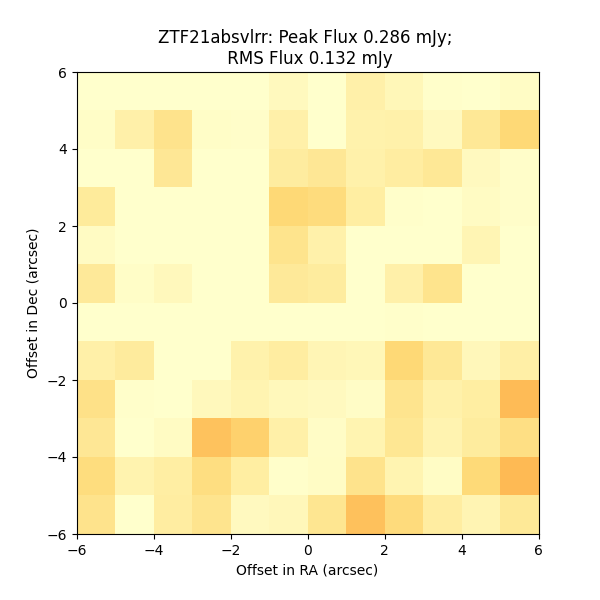 ZTF21absvlrr: Peak Flux 0.286 mJy;
RMS Flux 0.132 mJy
6
4
2
0
−2
−4
−6
Offset in Dec (arcsec)
−6 −4 −2 0 2 4 6
Offset in RA (arcsec)